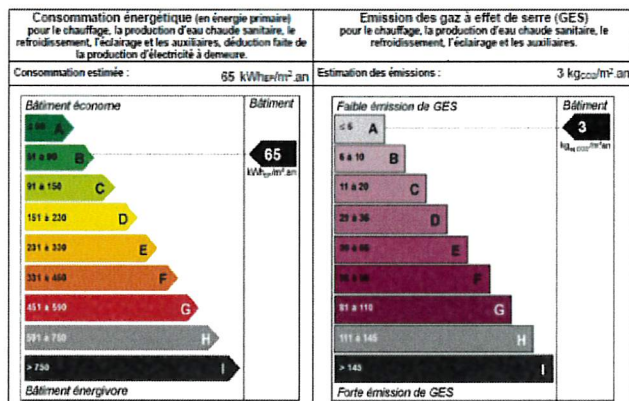 Consommation énergétique (en énergie primaire)
pour le chauffage, la production d'eau chaude sanitaire, le
refroidissement, l'éclairage et les auxiliaires, déduction faite de
la production d'électricité à demeure.
Consommation estimée : 65 kWhEP/m².an
Bâtiment économe Bâtiment
A
51 à 90 B 65
kWhEP/m².an
91 à 150 C
151 à 230 D
231 à 330 E
331 à 450 F
451 à 590 G
591 à 750 H
> 750 I
Bâtiment énergivore
Emission des gaz à effet de serre (GES)
pour le chauffage, la production d'eau chaude sanitaire, le
refroidissement, l'éclairage et les auxiliaires.
Estimation des émissions : 3 kgCO2/m².an
Faible émission de GES Bâtiment
A 3
kgéq CO2/m².an
6 à 10 B
11 à 20 C
D
E
F
81 à 110 G
111 à 145 H
> 145 I
Forte émission de GES